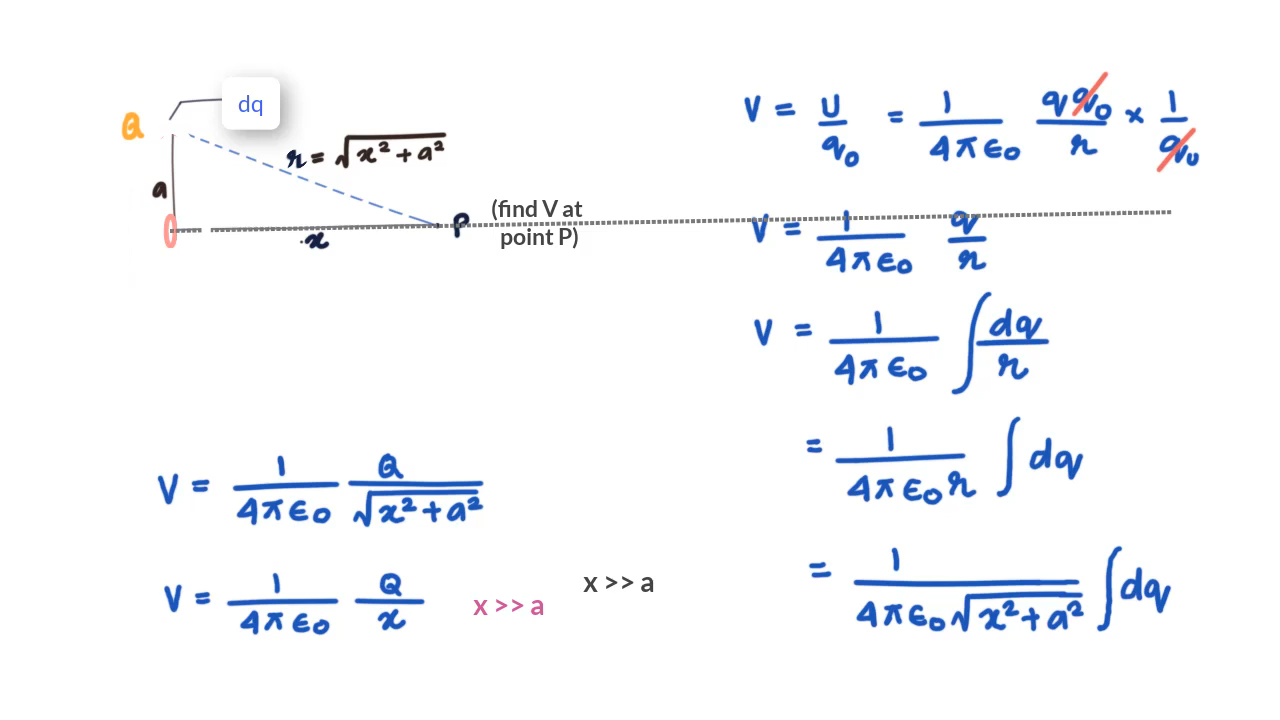 dq
Q
r = √(x² + a²)
a
0
x
P
(find V at
point P)
V = U/q₀ = 1/(4πε₀) qq₀/r × 1/q₀
V = 1/(4πε₀) q/r
V = 1/(4πε₀) ∫ dq/r
= 1/(4πε₀r) ∫ dq
= 1/(4πε₀√(x² + a²)) ∫ dq
V = 1/(4πε₀) Q/√(x² + a²)
V = 1/(4πε₀) Q/x
x >> a
x >> a